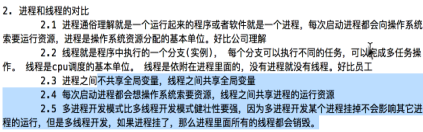 2. 进程和线程的对比
2.1 进程通俗理解就是一个运行起来的程序或者软件就是一个进程，每次启动进程都会向操作系统
索要运行资源，进程是操作系统资源分配的基本单位。好比公司理解
2.2 线程就是程序中执行的一个分支(实例)， 每个分支可以执行不同的任务，可以完成多任务操
作。 线程是cpu调度的基本单位。 线程是依附在进程里面的，没有进程就没有线程。好比员工
2.3 进程之间不共享全局变量，线程之间共享全局变量
2.4 每次启动进程都会想操作系统索要资源，线程之间共享进程的运行资源
2.5 多进程开发模式比多线程开发模式健壮性要强，因为多进程开发某个进程挂掉不会影响其它进
程的运行，但是多线程开发，如果进程挂了，那么进程里面所有的线程都会销毁。